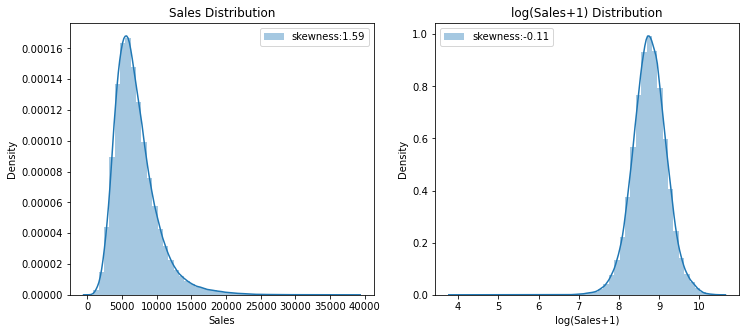 Sales Distribution
skewness:1.59
Density
0.00016
0.00014
0.00012
0.00010
0.00008
0.00006
0.00004
0.00002
0.00000
0 5000 10000 15000 20000 25000 30000 35000 40000
Sales
log(Sales+1) Distribution
skewness:-0.11
Density
1.0
0.8
0.6
0.4
0.2
0.0
4 5 6 7 8 9 10
log(Sales+1)